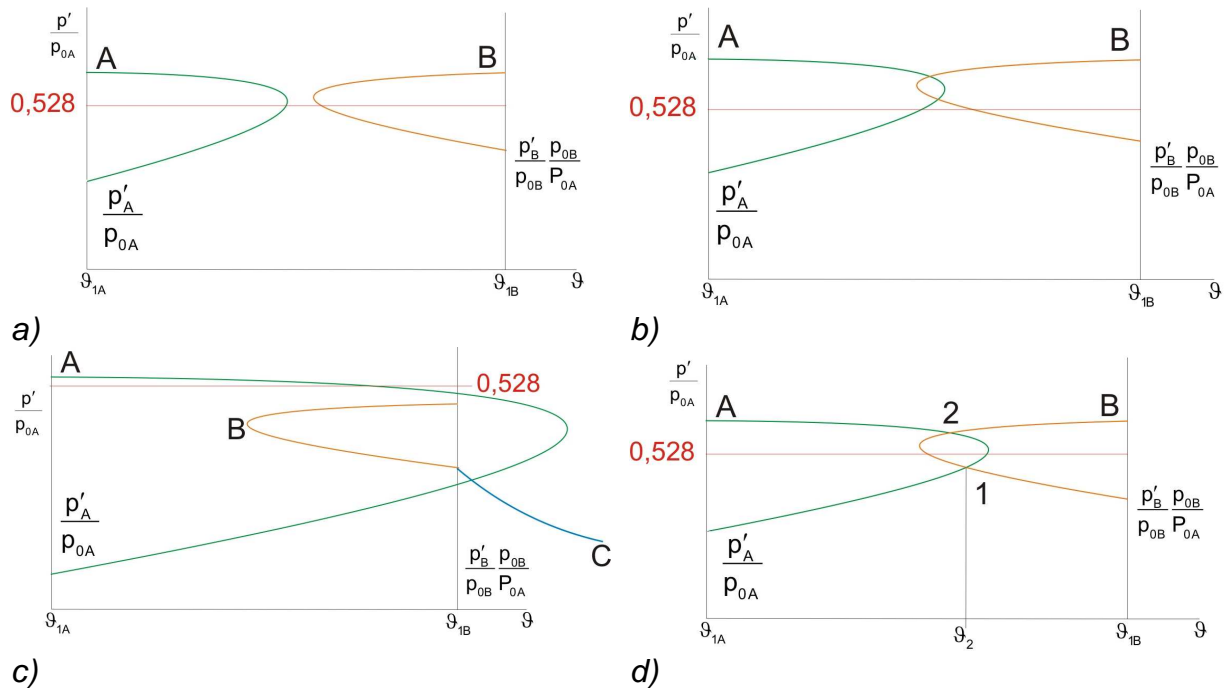 p′
p0A
A
B
0,528
p′A
p0A
p′B p0B
p0B P0A
ϑ1A
ϑ1B
ϑ
a)
p′
p0A
A
B
0,528
p′A
p0A
p′B p0B
p0B P0A
ϑ1A
ϑ1B
ϑ
b)
A
0,528
p′
p0A
B
p′A
p0A
C
p′B p0B
p0B P0A
ϑ1A
ϑ1B
ϑ
c)
p′
p0A
A
2
B
0,528
1
p′A
p0A
p′B p0B
p0B P0A
ϑ1A
ϑ2
ϑ1B
ϑ
d)